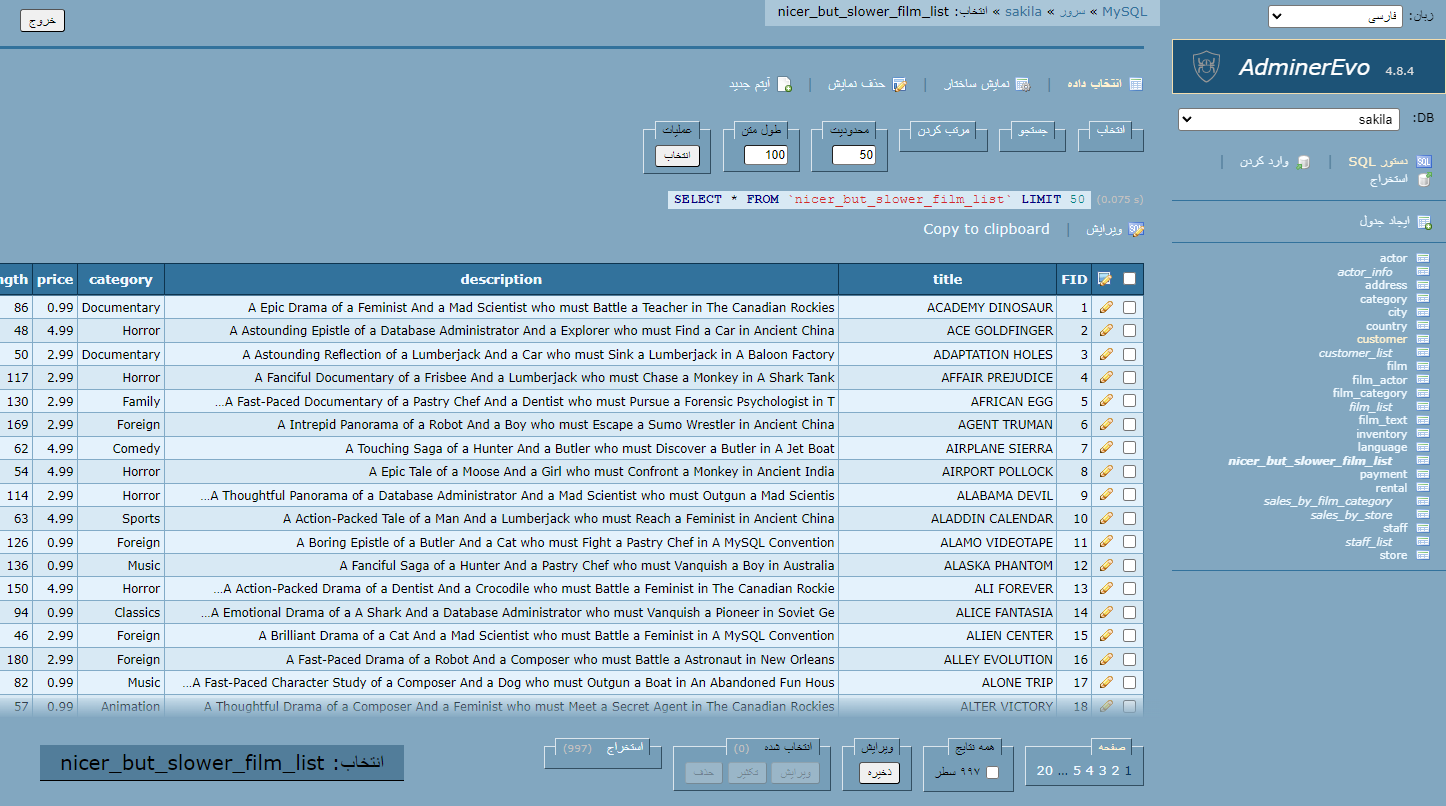 زبان: فارسی
AdminerEvo 4.8.4
DB: sakila
دستور SQL | وارد کردن |
استخراج
ایجاد جدول
actor
actor_info
address
category
city
country
customer
customer_list
film
film_actor
film_category
film_list
film_text
inventory
language
nicer_but_slower_film_list
payment
rental
sales_by_film_category
sales_by_store
staff
staff_list
store
MySQL » سرور » sakila » انتخاب: nicer_but_slower_film_list
خروج
انتخاب داده | نمایش ساختار | حذف نمایش | آیتم جدید
انتخاب جستجو مرتب کردن محدودیت طول متن عملیات
50 100 انتخاب
SELECT * FROM `nicer_but_slower_film_list` LIMIT 50 (0.075 s)
ویرایش | Copy to clipboard
FID title description category price ngth
1 ACADEMY DINOSAUR A Epic Drama of a Feminist And a Mad Scientist who must Battle a Teacher in The Canadian Rockies Documentary 0.99 86
2 ACE GOLDFINGER A Astounding Epistle of a Database Administrator And a Explorer who must Find a Car in Ancient China Horror 4.99 48
3 ADAPTATION HOLES A Astounding Reflection of a Lumberjack And a Car who must Sink a Lumberjack in A Baloon Factory Documentary 2.99 50
4 AFFAIR PREJUDICE A Fanciful Documentary of a Frisbee And a Lumberjack who must Chase a Monkey in A Shark Tank Horror 2.99 117
5 AFRICAN EGG A Fast-Paced Documentary of a Pastry Chef And a Dentist who must Pursue a Forensic Psychologist in T... Family 2.99 130
6 AGENT TRUMAN A Intrepid Panorama of a Robot And a Boy who must Escape a Sumo Wrestler in Ancient China Foreign 2.99 169
7 AIRPLANE SIERRA A Touching Saga of a Hunter And a Butler who must Discover a Butler in A Jet Boat Comedy 4.99 62
8 AIRPORT POLLOCK A Epic Tale of a Moose And a Girl who must Confront a Monkey in Ancient India Horror 4.99 54
9 ALABAMA DEVIL A Thoughtful Panorama of a Database Administrator And a Mad Scientist who must Outgun a Mad Scientis... Horror 2.99 114
10 ALADDIN CALENDAR A Action-Packed Tale of a Man And a Lumberjack who must Reach a Feminist in Ancient China Sports 4.99 63
11 ALAMO VIDEOTAPE A Boring Epistle of a Butler And a Cat who must Fight a Pastry Chef in A MySQL Convention Foreign 0.99 126
12 ALASKA PHANTOM A Fanciful Saga of a Hunter And a Pastry Chef who must Vanquish a Boy in Australia Music 0.99 136
13 ALI FOREVER A Action-Packed Drama of a Dentist And a Crocodile who must Battle a Feminist in The Canadian Rockie... Horror 4.99 150
14 ALICE FANTASIA A Emotional Drama of a A Shark And a Database Administrator who must Vanquish a Pioneer in Soviet Ge... Classics 0.99 94
15 ALIEN CENTER A Brilliant Drama of a Cat And a Mad Scientist who must Battle a Feminist in A MySQL Convention Foreign 2.99 46
16 ALLEY EVOLUTION A Fast-Paced Drama of a Robot And a Composer who must Battle a Astronaut in New Orleans Foreign 2.99 180
17 ALONE TRIP A Fast-Paced Character Study of a Composer And a Dog who must Outgun a Boat in An Abandoned Fun Hous... Music 0.99 82
18 ALTER VICTORY A Thoughtful Drama of a Composer And a Feminist who must Meet a Secret Agent in The Canadian Rockies Animation 0.99 57
صفحه همه نتایج ویرایش انتخاب شده (0) استخراج (997)
1 2 3 4 5 ... 20 ۹۹۷ سطر ذخیره ویرایش تکثیر حذف
انتخاب: nicer_but_slower_film_list